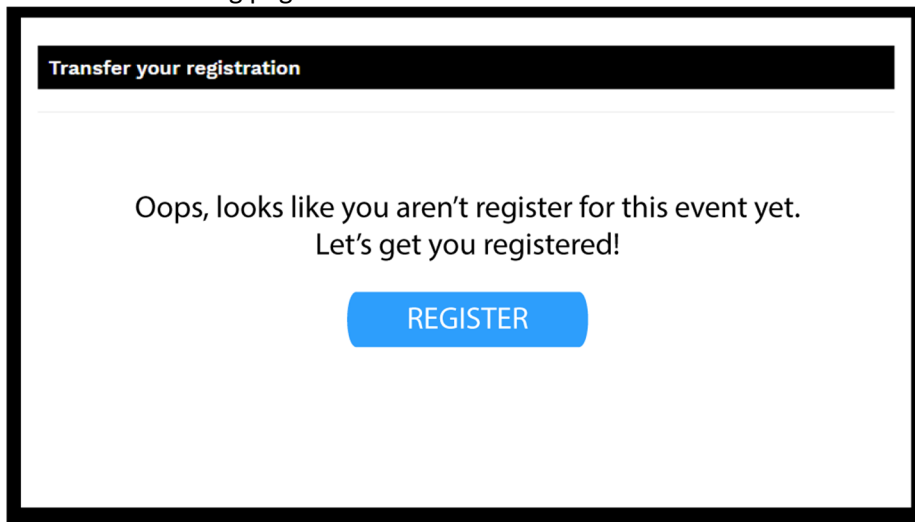 Transfer your registration
Oops, looks like you aren’t register for this event yet.
Let’s get you registered!
REGISTER